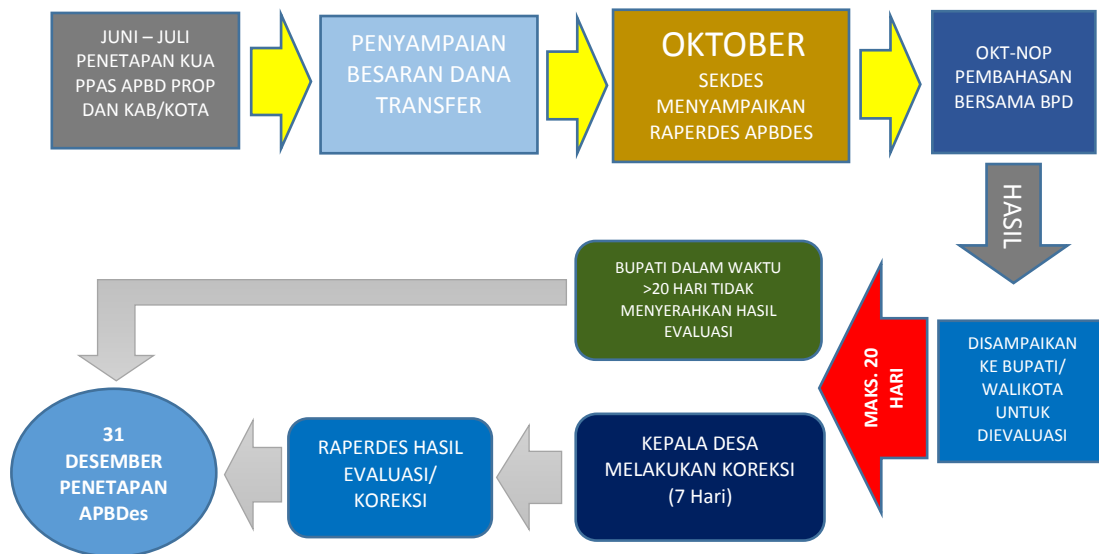 JUNI – JULI
PENETAPAN KUA
PPAS APBD PROP
DAN KAB/KOTA
PENYAMPAIAN
BESARAN DANA
TRANSFER
OKTOBER
SEKDES
MENYAMPAIKAN
RAPERDES APBDES
OKT-NOP
PEMBAHASAN
BERSAMA BPD
HASIL
BUPATI DALAM WAKTU
>20 HARI TIDAK
MENYERAHKAN HASIL
EVALUASI
MAKS. 20
HARI
DISAMPAIKAN
KE BUPATI/
WALIKOTA
UNTUK
DIEVALUASI
KEPALA DESA
MELAKUKAN KOREKSI
(7 Hari)
RAPERDES HASIL
EVALUASI/
KOREKSI
31
DESEMBER
PENETAPAN
APBDes